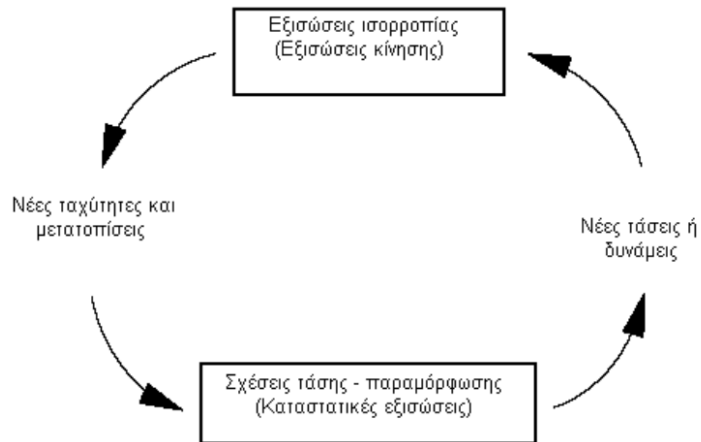 Εξισώσεις ισορροπίας
(Εξισώσεις κίνησης)
Νέες ταχύτητες και
μετατοπίσεις
Νέες τάσεις ή
δυνάμεις
Σχέσεις τάσης - παραμόρφωσης
(Καταστατικές εξισώσεις)